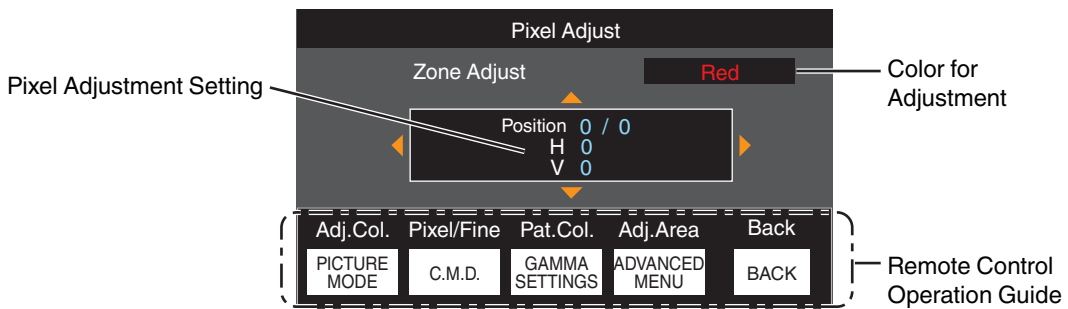 Pixel Adjust
Zone Adjust Red
Pixel Adjustment Setting
Color for
Adjustment
Position 0 / 0
H 0
V 0
Adj.Col. Pixel/Fine Pat.Col. Adj.Area Back
PICTURE
MODE
C.M.D.
GAMMA
SETTINGS
ADVANCED
MENU
BACK
Remote Control
Operation Guide